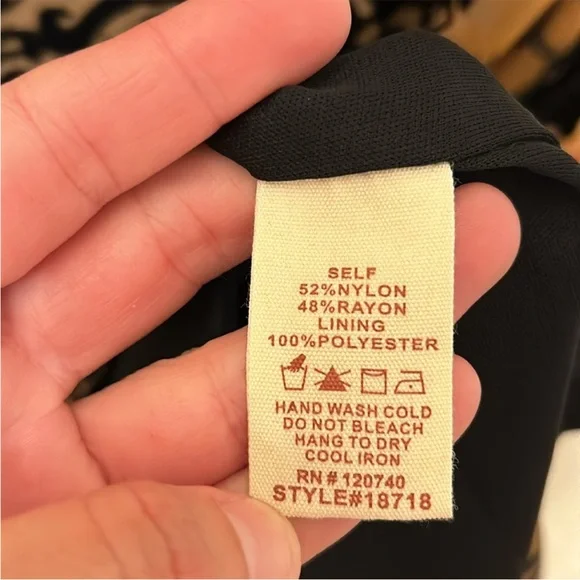 SELF
52%NYLON
48%RAYON
LINING
100%POLYESTER
HAND WASH COLD
DO NOT BLEACH
HANG TO DRY
COOL IRON
RN # 120740
STYLE#18718